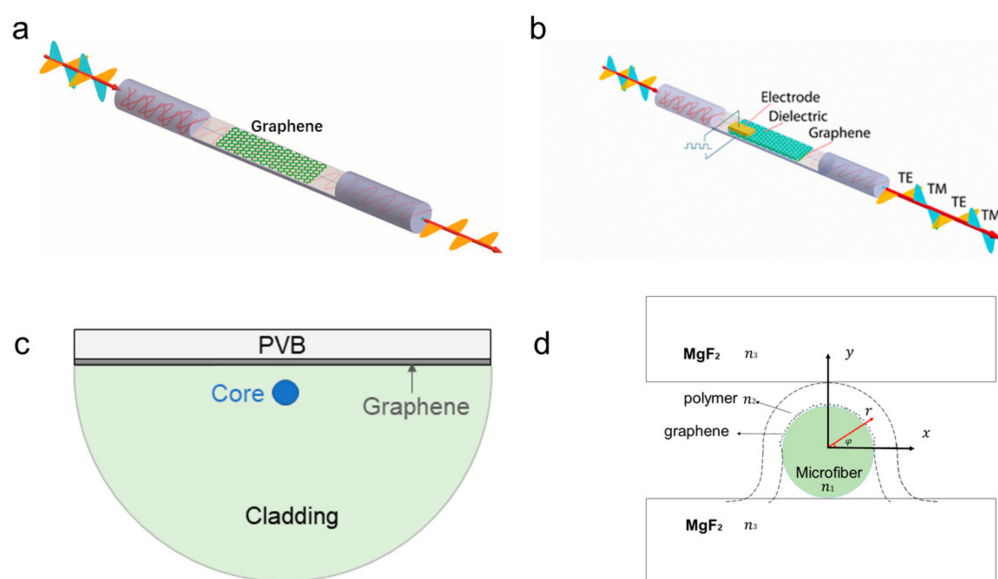 a
Graphene
b
Electrode
Dielectric
Graphene
TE
TM
TE
TM
c
PVB
Core
Graphene
Cladding
d
MgF₂ n₃
y
polymer n₂
r
graphene
φ
x
Microfiber
n₁
MgF₂ n₃